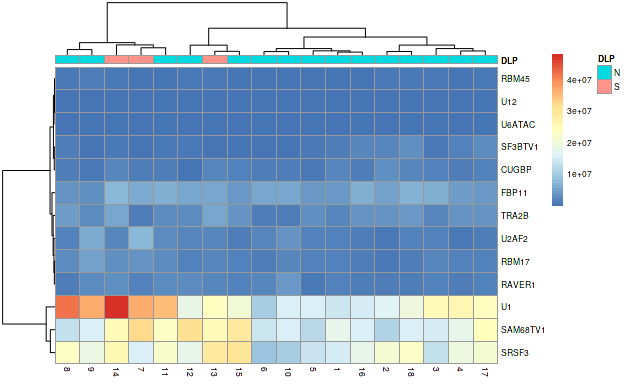 DLP
RBM45
U12
U6ATAC
SF3BTV1
CUGBP
FBP11
TRA2B
U2AF2
RBM17
RAVER1
U1
SAM68TV1
SRSF3
8 9 14 7 11 12 13 15 6 10 5 1 16 2 18 3 4 17
4e+07
3e+07
2e+07
1e+07
DLP
N
S